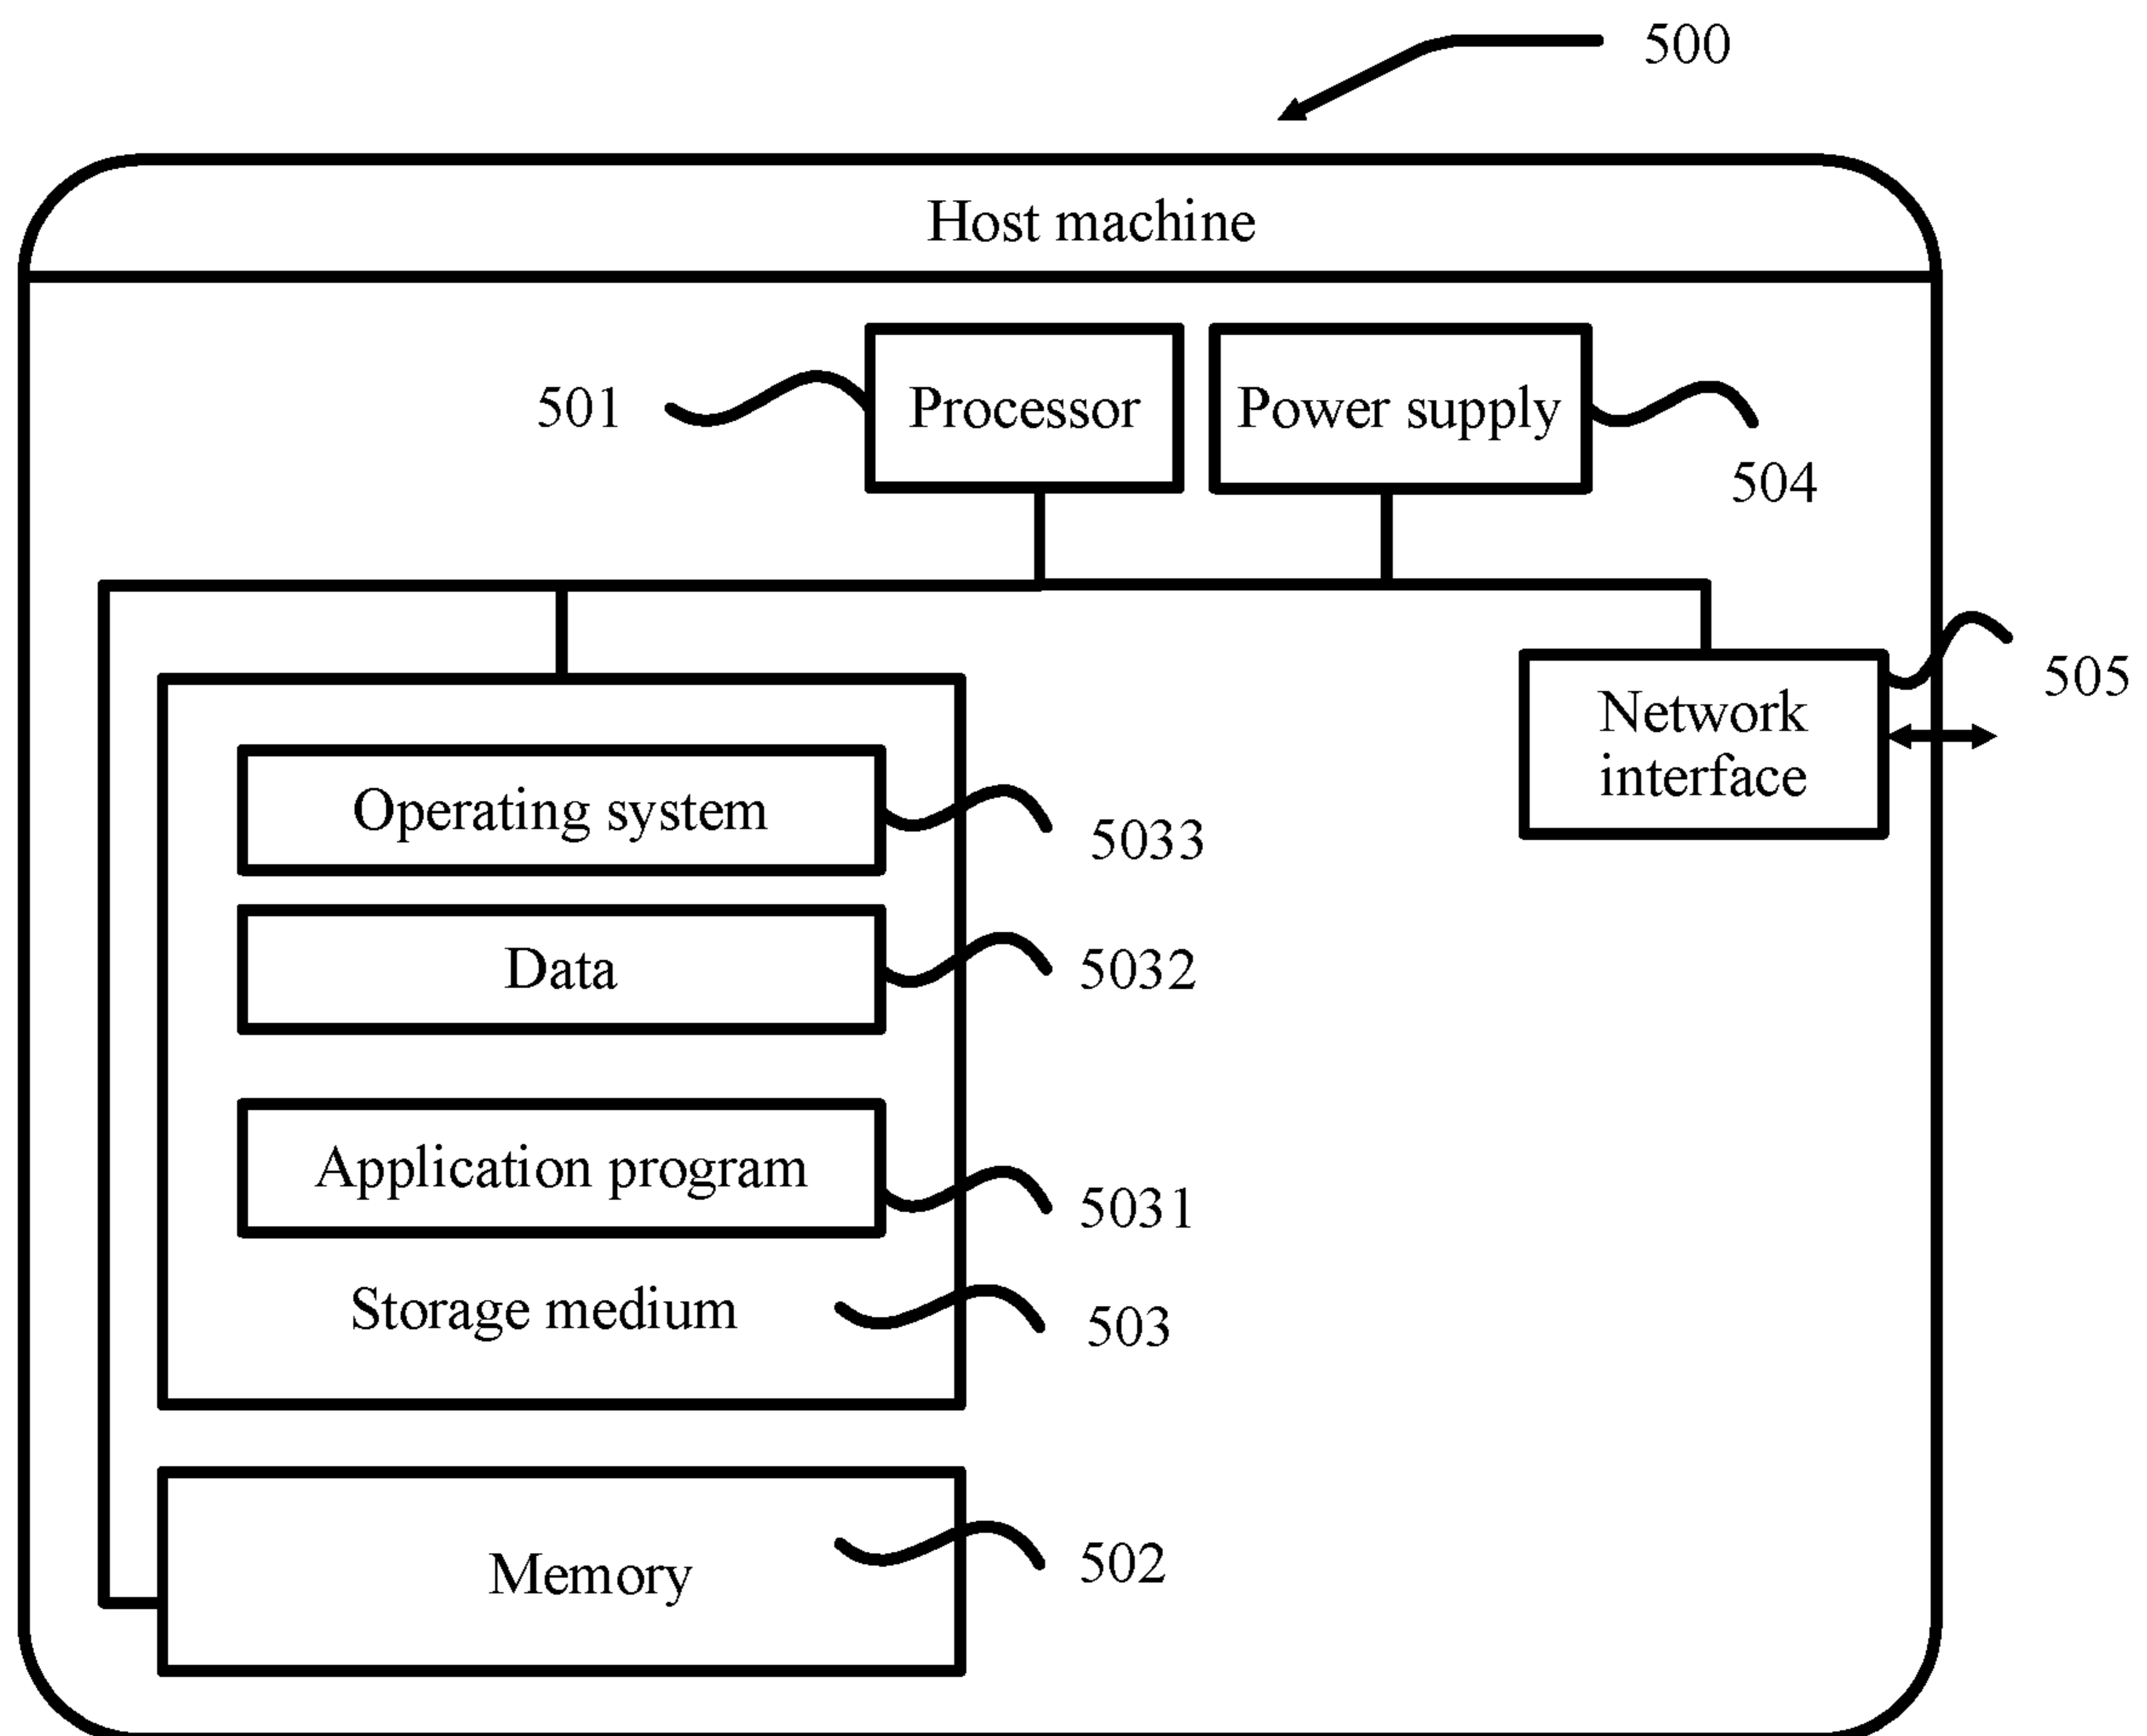 500
Host machine
501
Processor
Power supply
504
505
Network
interface
Operating system
5033
Data
5032
Application program
5031
Storage medium
503
Memory
502